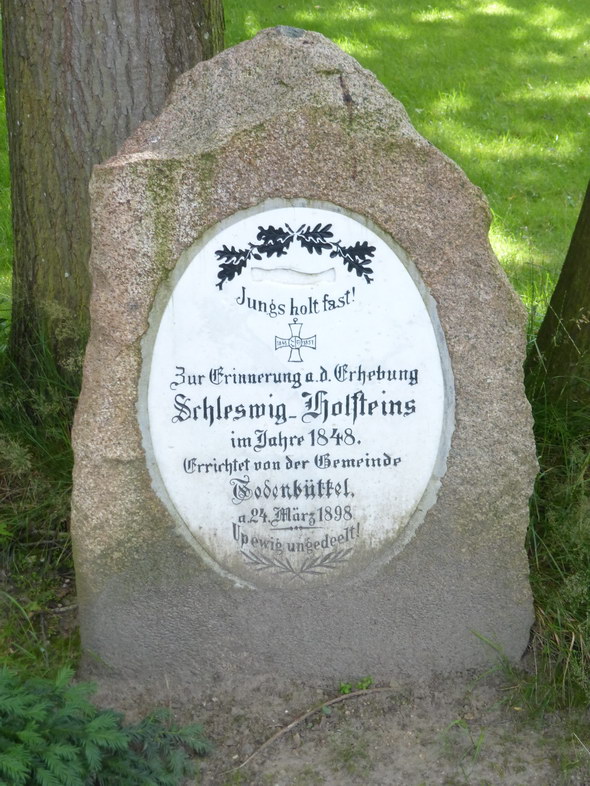 Jungs holt fast!
Zur Erinnerung a.d. Erhebung
Schleswig-Holsteins
im Jahre 1848.
Errichtet von der Gemeinde
Todenbüttel,
a. 24. März 1898
Up ewig ungedeelt!